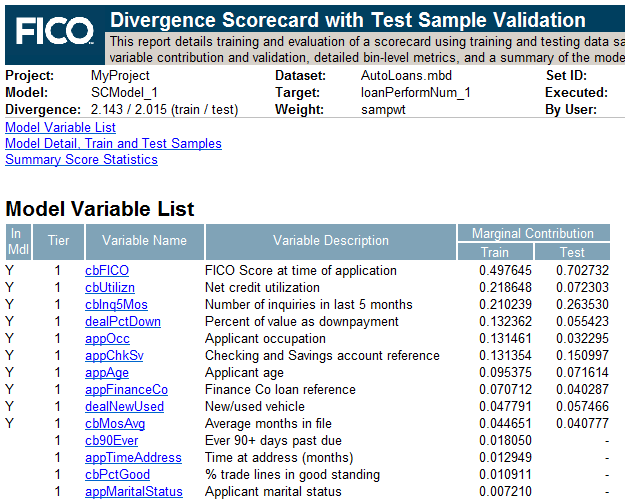 FICO Divergence Scorecard with Test Sample Validation
This report details training and evaluation of a scorecard using training and testing data sa
variable contribution and validation, detailed bin-level metrics, and a summary of the mode
Project: MyProject Dataset: AutoLoans.mbd Set ID:
Model: SCModel_1 Target: loanPerformNum_1 Executed:
Divergence: 2.143 / 2.015 (train / test) Weight: sampwt By User:
Model Variable List
Model Detail, Train and Test Samples
Summary Score Statistics
Model Variable List
In Mdl Tier Variable Name Variable Description Marginal Contribution
Train Test
Y 1 cbFICO FICO Score at time of application 0.497645 0.702732
Y 1 cbUtilizn Net credit utilization 0.218648 0.072303
Y 1 cbInq5Mos Number of inquiries in last 5 months 0.210239 0.263530
Y 1 dealPctDown Percent of value as downpayment 0.132362 0.055423
Y 1 appOcc Applicant occupation 0.131461 0.032295
Y 1 appChkSv Checking and Savings account reference 0.131354 0.150997
Y 1 appAge Applicant age 0.095375 0.071614
Y 1 appFinanceCo Finance Co loan reference 0.070712 0.040287
Y 1 dealNewUsed New/used vehicle 0.047791 0.057466
Y 1 cbMosAvg Average months in file 0.044651 0.040777
1 cb90Ever Ever 90+ days past due 0.018050 -
1 appTimeAddress Time at address (months) 0.012949 -
1 cbPctGood % trade lines in good standing 0.010911 -
1 appMaritalStatus Applicant marital status 0.007210 -